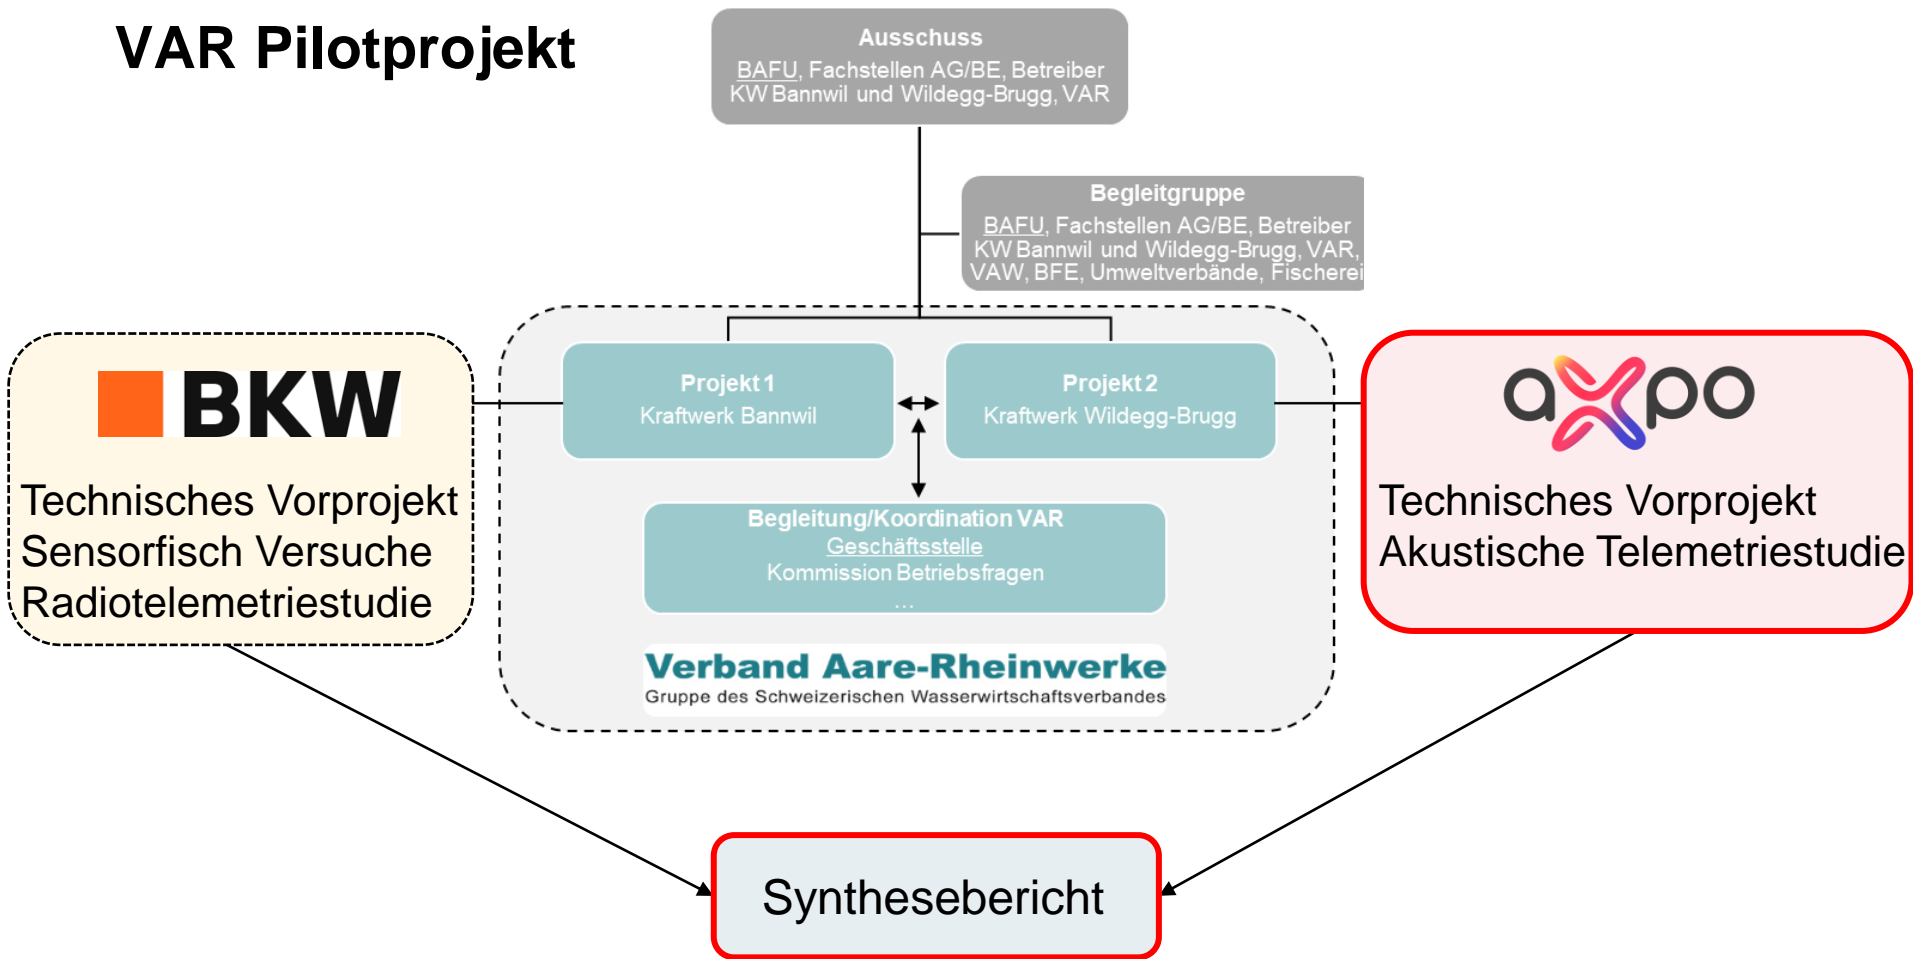 VAR Pilotprojekt
Ausschuss
BAFU, Fachstellen AG/BE, Betreiber
KW Bannwil und Wildegg-Brugg, VAR
Begleitgruppe
BAFU, Fachstellen AG/BE, Betreiber
KW Bannwil und Wildegg-Brugg, VAR,
VAW, BFE, Umweltverbände, Fischerei
BKW
Technisches Vorprojekt
Sensorfisch Versuche
Radiotelemetriestudie
Projekt 1
Kraftwerk Bannwil
Projekt 2
Kraftwerk Wildegg-Brugg
Begleitung/Koordination VAR
Geschäftsstelle
Kommission Betriebsfragen
...
Verband Aare-Rheinwerke
Gruppe des Schweizerischen Wasserwirtschaftsverbandes
axpo
Technisches Vorprojekt
Akustische Telemetriestudie
Synthesebericht